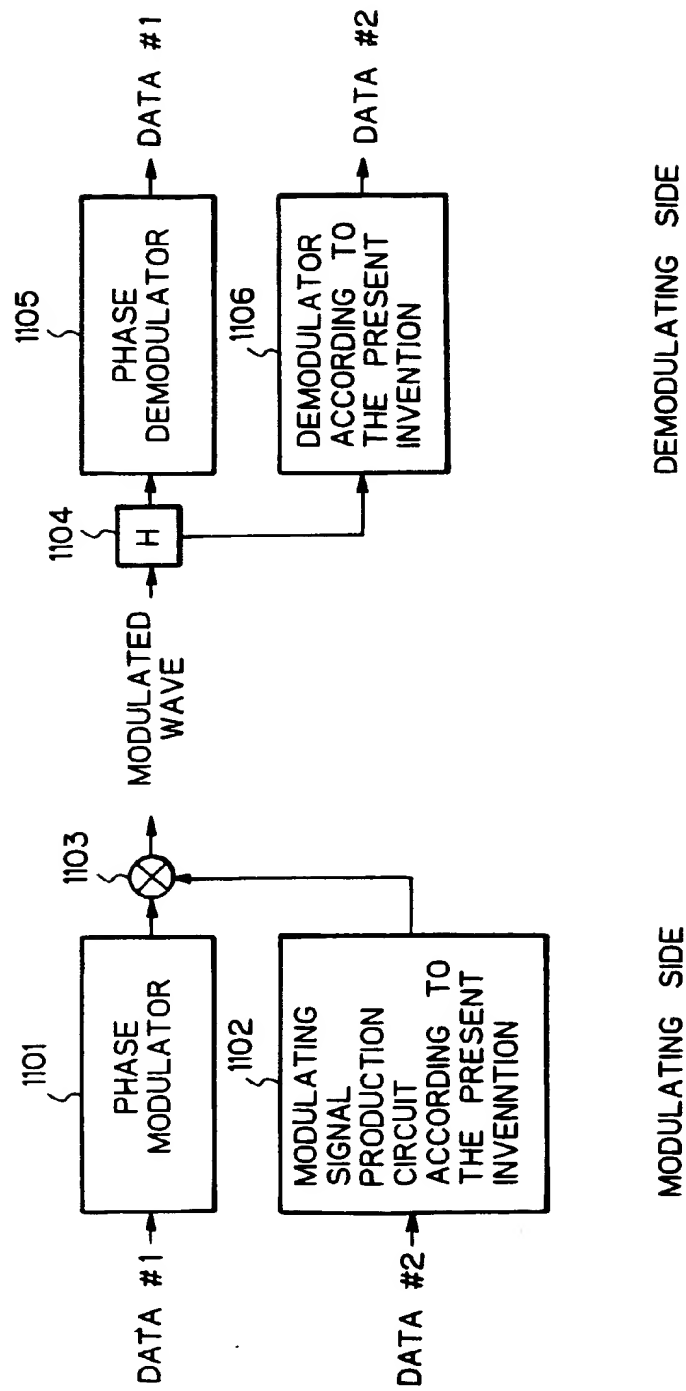 DATA #1
1101
PHASE
MODULATOR
1103
DATA #2
1102
MODULATING
SIGNAL
PRODUCTION
CIRCUIT
ACCORDING TO
THE PRESENT
INVENNTION
MODULATING SIDE
MODULATED
WAVE
1104
H
1105
PHASE
DEMODULATOR
DATA #1
1106
DEMODULATOR
ACCORDING TO
THE PRESENT
INVENTION
DATA #2
DEMODULATING SIDE